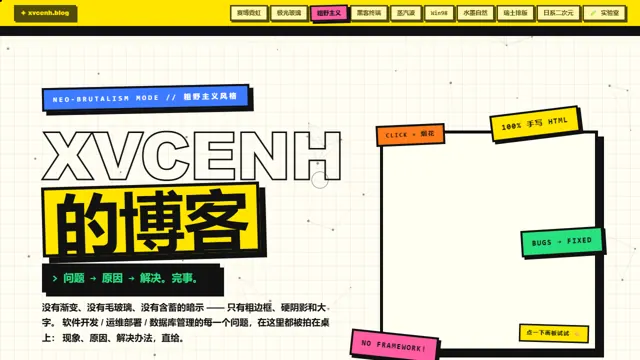 ✦ xvcenh.blog
赛博霓虹
极光玻璃
粗野主义
黑客终端
蒸汽波
Win98
水墨自然
瑞士排版
日系二次元
实验室
NEO-BRUTALISM MODE // 粗野主义风格
XVCENH
的博客
> 问题 → 原因 → 解决。完事。
没有渐变、没有毛玻璃、没有含蓄的暗示 —— 只有粗边框、硬阴影和大
字。 软件开发 / 运维部署 / 数据库管理的每一个问题，在这里都被拍在桌
上： 现象、原因、解决办法，直给。
CLICK = 烟花
100% 手写 HTML
BUGS → FIXED
点一下画板试试
NO FRAMEWORK!